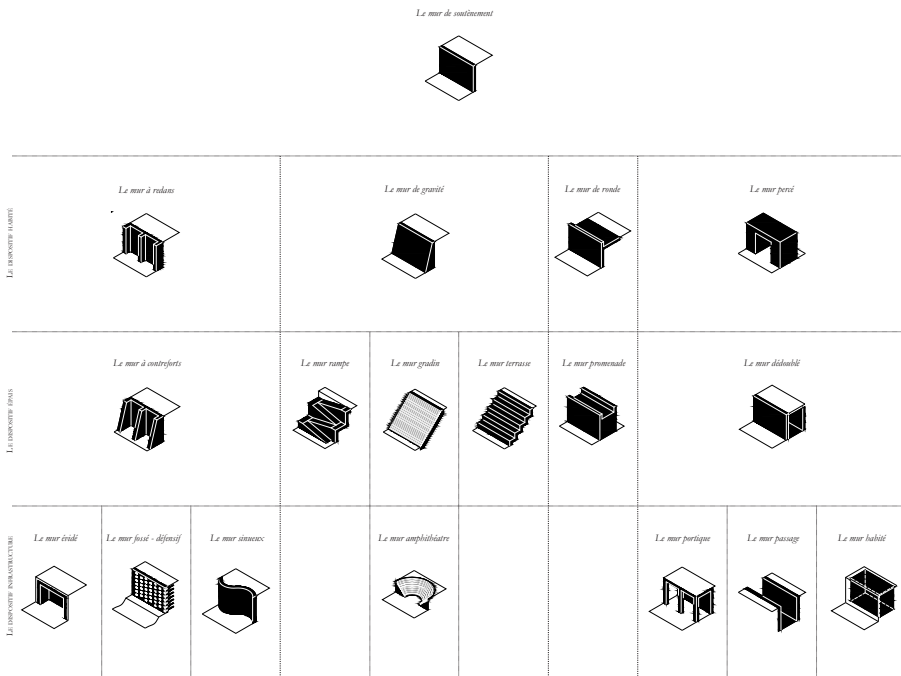 Le mur de soutènement
Le dispositif habité
Le mur à redans
Le mur de gravité
Le mur de ronde
Le mur percé
Le dispositif épais
Le mur à contreforts
Le mur rampe
Le mur gradin
Le mur terrasse
Le mur promenade
Le mur dédoublé
Le dispositif infrastructure
Le mur évidé
Le mur fossé - défensif
Le mur sinueux
Le mur amphithéatre
Le mur portique
Le mur passage
Le mur habité